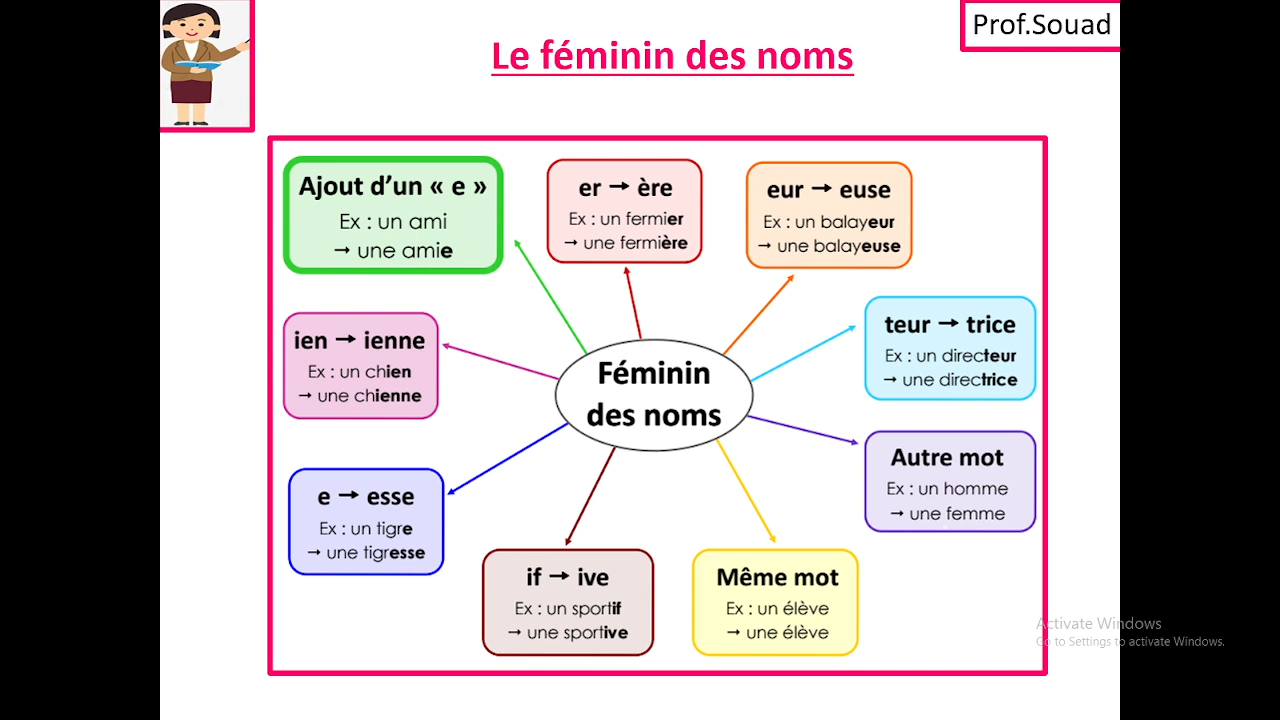 Prof.Souad
Le féminin des noms
Ajout d’un « e »
Ex : un ami
→ une amie
er → ère
Ex : un fermier
→ une fermière
eur → euse
Ex : un balayeur
→ une balayeuse
ien → ienne
Ex : un chien
→ une chienne
Féminin
des noms
teur → trice
Ex : un directeur
→ une directrice
e → esse
Ex : un tigre
→ une tigresse
Autre mot
Ex : un homme
→ une femme
if → ive
Ex : un sportif
→ une sportive
Même mot
Ex : un élève
→ une élève
Activate Windows
Go to Settings to activate Windows.